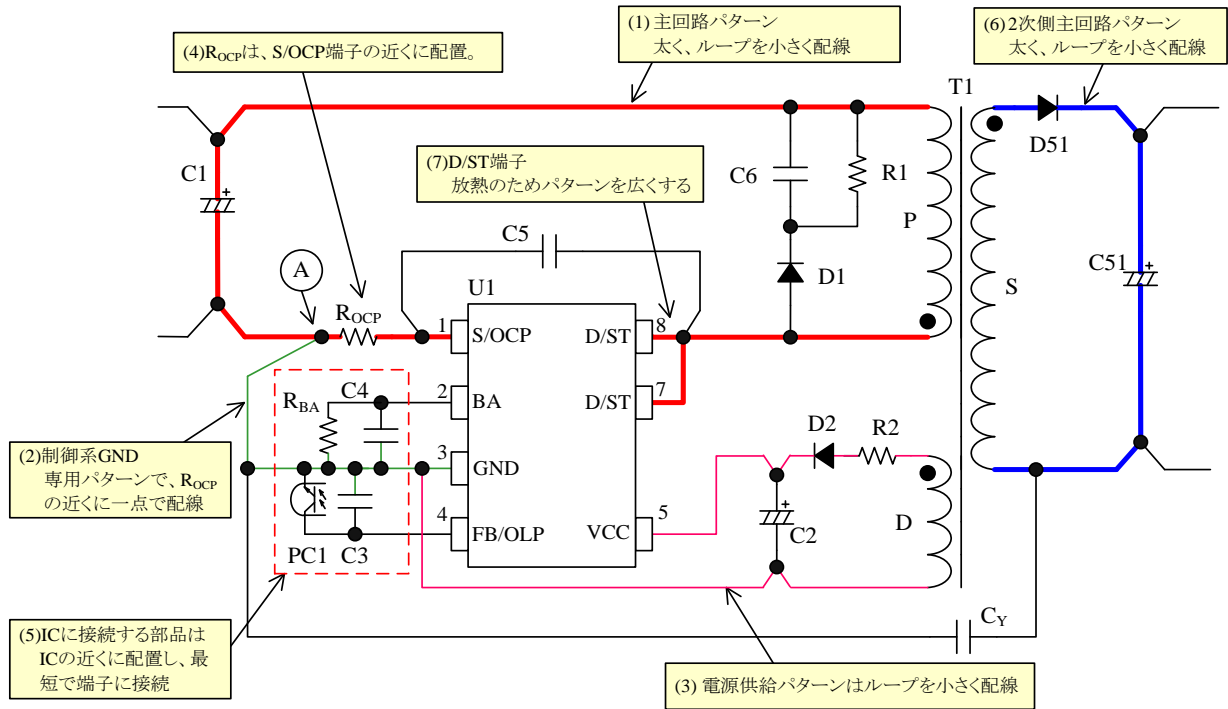 (1) 主回路パターン
太く、ループを小さく配線
(6) 2次側主回路パターン
太く、ループを小さく配線
(4)ROCPは、S/OCP端子の近くに配置。
T1
D51
(7)D/ST端子
放熱のためパターンを広くする
C1
+
C6
R1
P
C5
D1
S
C51
+
A
ROCP
U1
1
S/OCP
D/ST
8
2
BA
D/ST
7
RBA
C4
3
GND
D2
R2
(2)制御系GND
専用パターンで、ROCP
の近くに一点で配線
4
FB/OLP
VCC
5
+
C2
D
PC1
C3
(5)ICに接続する部品は
ICの近くに配置し、最
短で端子に接続
CY
(3) 電源供給パターンはループを小さく配線